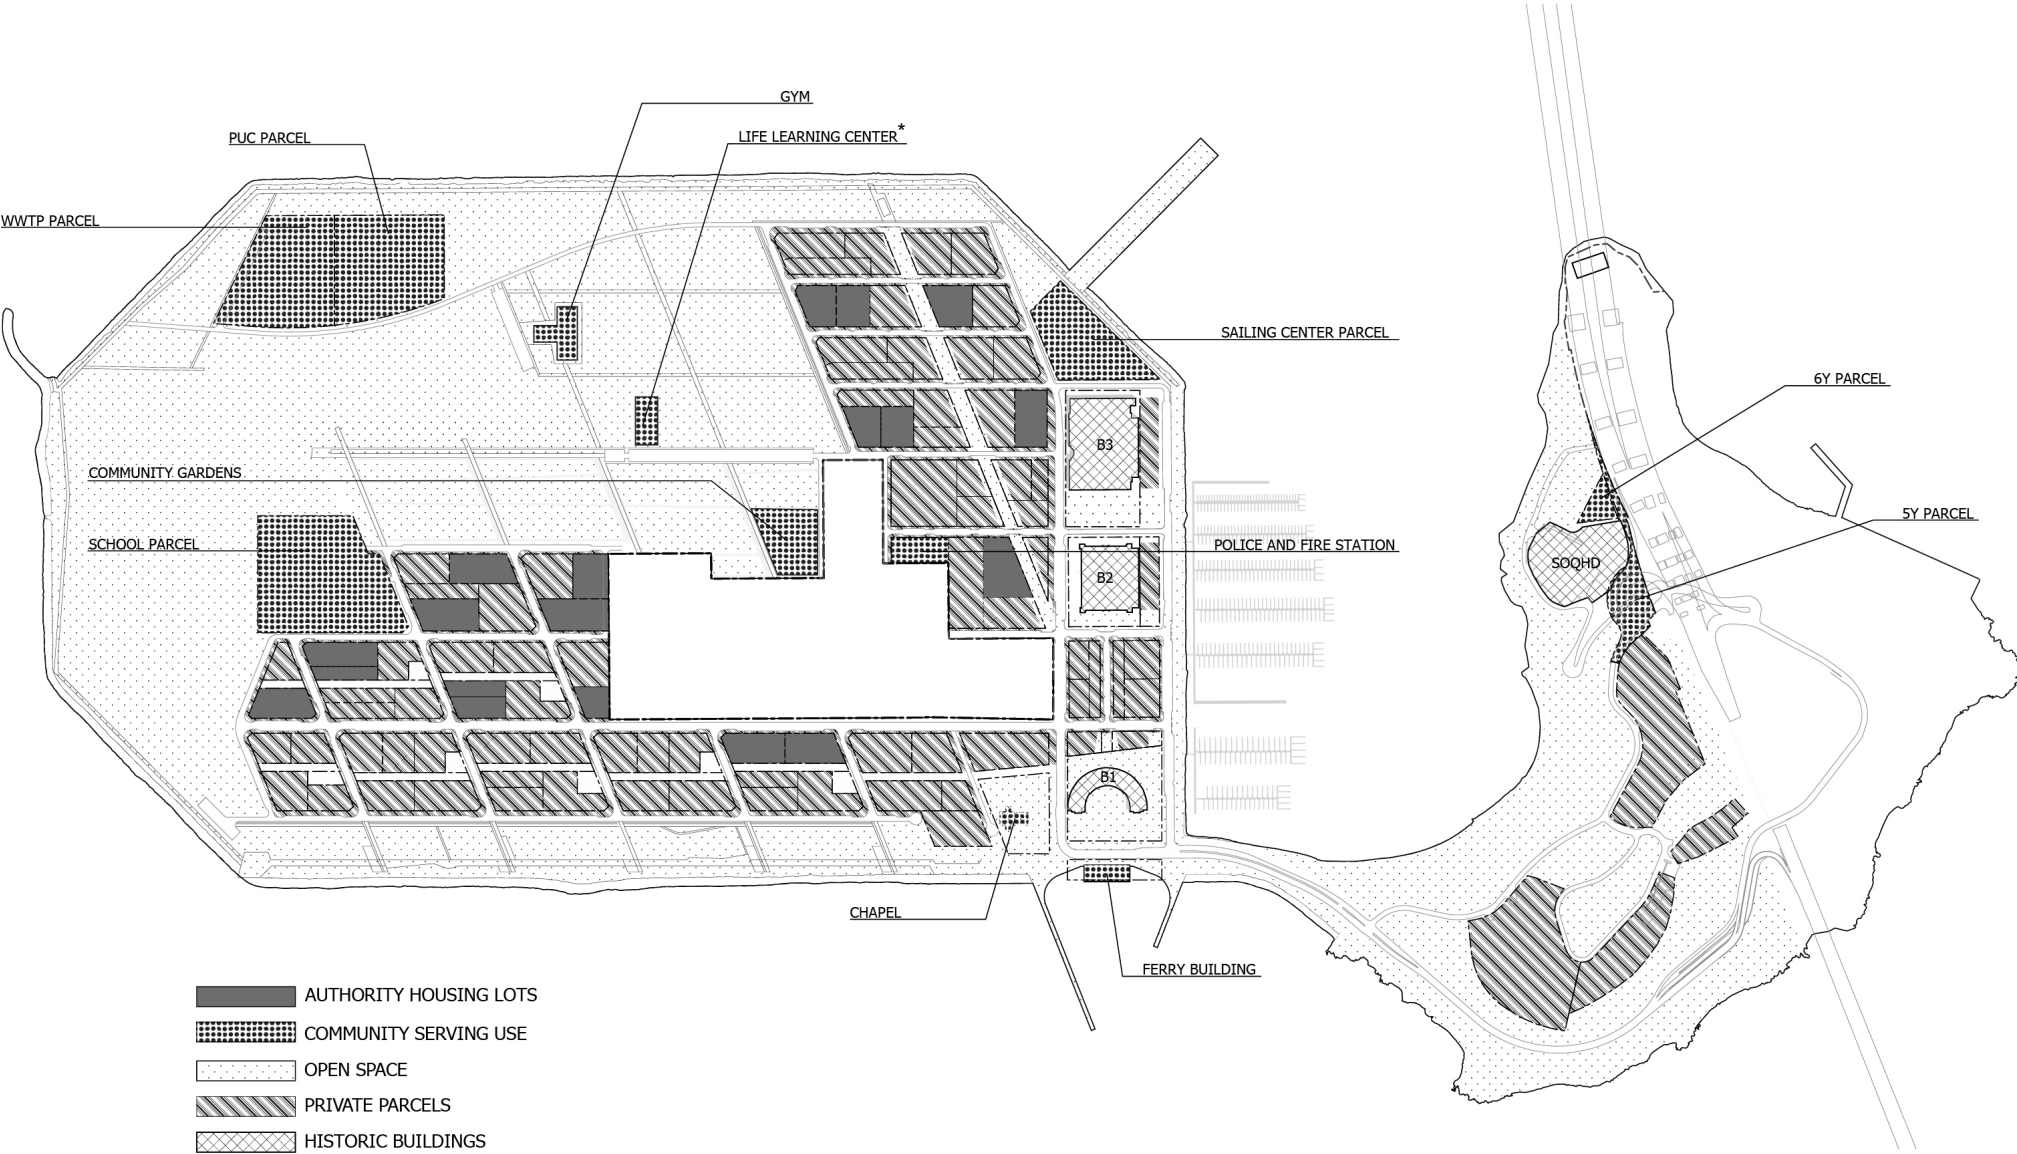 GYM
LIFE LEARNING CENTER*
PUC PARCEL
WWTP PARCEL
SAILING CENTER PARCEL
6Y PARCEL
B3
COMMUNITY GARDENS
5Y PARCEL
SCHOOL PARCEL
POLICE AND FIRE STATION
SOQHD
B2
B1
CHAPEL
FERRY BUILDING
AUTHORITY HOUSING LOTS
COMMUNITY SERVING USE
OPEN SPACE
PRIVATE PARCELS
HISTORIC BUILDINGS